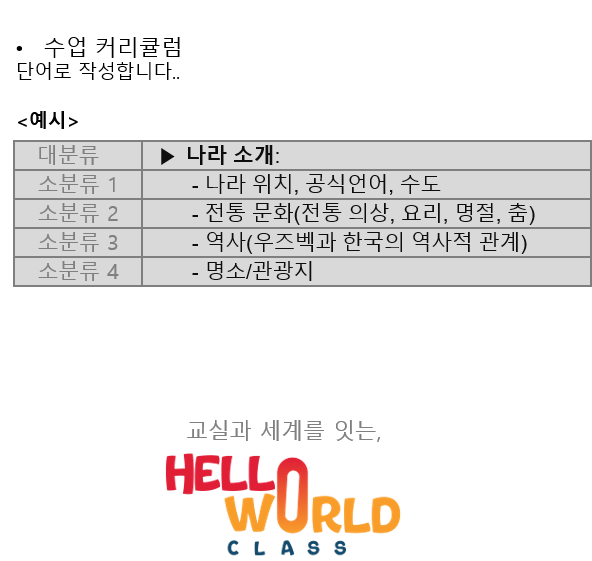 • 수업 커리큘럼
단어로 작성합니다..
<예시>
대분류 ▶ 나라 소개:
소분류 1 - 나라 위치, 공식언어, 수도
소분류 2 - 전통 문화(전통 의상, 요리, 명절, 춤)
소분류 3 - 역사(우즈벡과 한국의 역사적 관계)
소분류 4 - 명소/관광지
교실과 세계를 잇는,
HELLO
WORLD
CLASS